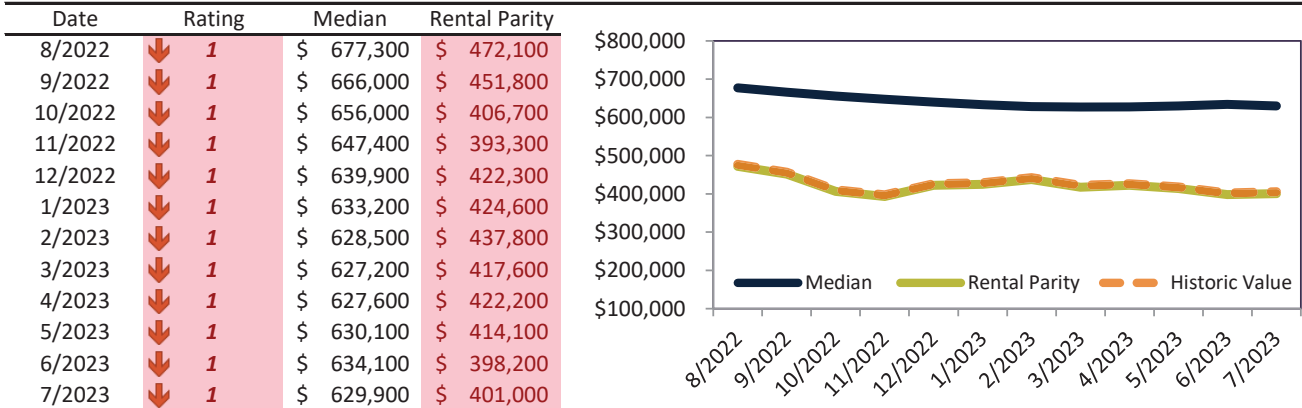 Date Rating Median Rental Parity
8/2022 1 $ 677,300 $ 472,100
9/2022 1 $ 666,000 $ 451,800
10/2022 1 $ 656,000 $ 406,700
11/2022 1 $ 647,400 $ 393,300
12/2022 1 $ 639,900 $ 422,300
1/2023 1 $ 633,200 $ 424,600
2/2023 1 $ 628,500 $ 437,800
3/2023 1 $ 627,200 $ 417,600
4/2023 1 $ 627,600 $ 422,200
5/2023 1 $ 630,100 $ 414,100
6/2023 1 $ 634,100 $ 398,200
7/2023 1 $ 629,900 $ 401,000
$800,000
$700,000
$600,000
$500,000
$400,000
$300,000
$200,000
$100,000
Median Rental Parity Historic Value
8/2022 9/2022 10/2022 11/2022 12/2022 1/2023 2/2023 3/2023 4/2023 5/2023 6/2023 7/2023